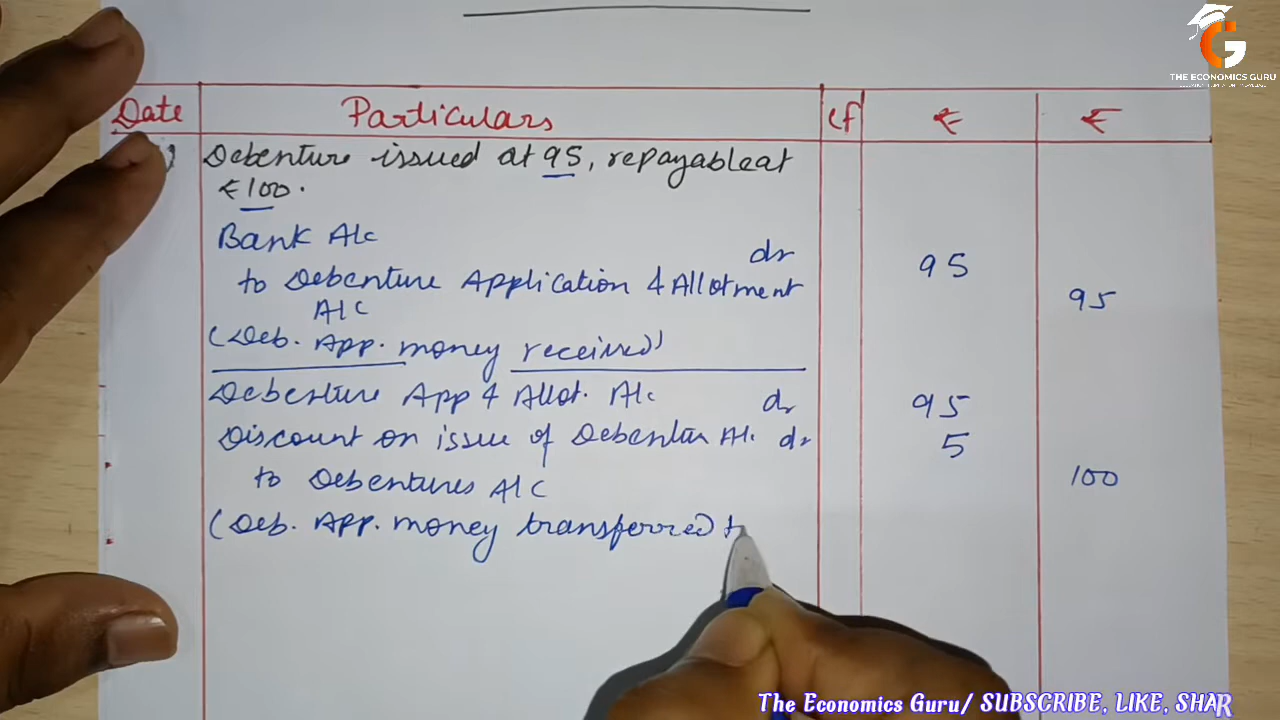 THE ECONOMICS GURU
Date Particulars Lf ₹ ₹
Debenture issued at 95, repayable at
₹100.
Bank A/c dr 95
to Debenture Application & Allotment
A/c 95
(Deb. App. money received)
Debenture App & Allot. A/c dr 95
Discount on issue of Debentur A/c dr 5
to Debentures A/c 100
(Deb. App. money transferred t
The Economics Guru/ SUBSCRIBE, LIKE, SHAR